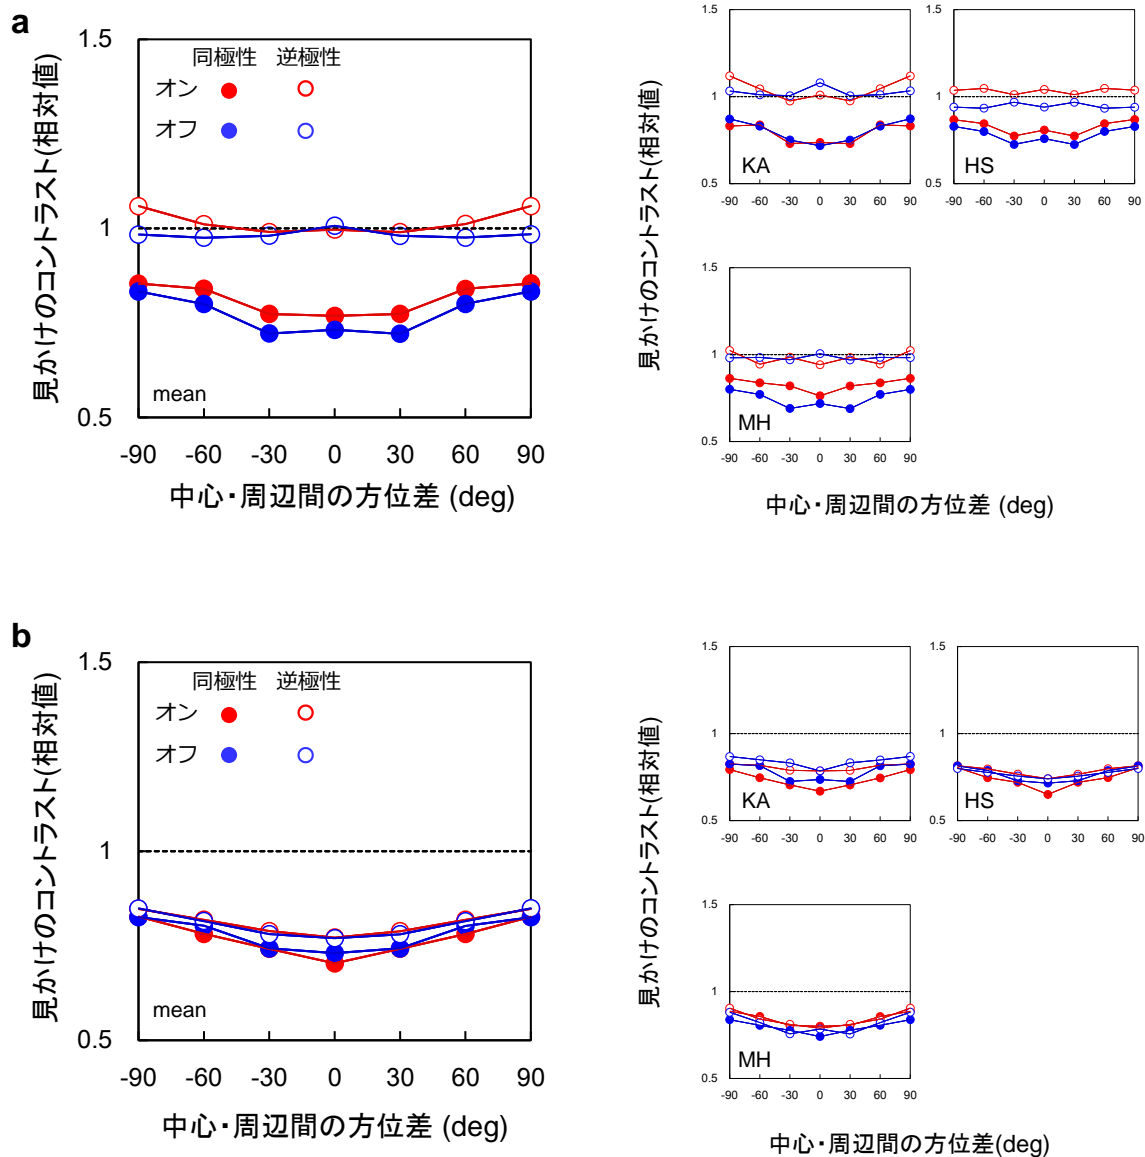 a
見かけのコントラスト(相対値)
1.5
1
0.5
同極性 逆極性
オン
オフ
mean
-90 -60 -30 0 30 60 90
中心・周辺間の方位差 (deg)
見かけのコントラスト(相対値)
1.5
1
0.5
KA
-90 -60 -30 0 30 60 90
1.5
1
0.5
HS
-90 -60 -30 0 30 60 90
1.5
1
0.5
MH
-90 -60 -30 0 30 60 90
中心・周辺間の方位差 (deg)
b
見かけのコントラスト(相対値)
1.5
1
0.5
同極性 逆極性
オン
オフ
mean
-90 -60 -30 0 30 60 90
中心・周辺間の方位差 (deg)
見かけのコントラスト(相対値)
1.5
1
0.5
KA
-90 -60 -30 0 30 60 90
1.5
1
0.5
HS
-90 -60 -30 0 30 60 90
1.5
1
0.5
MH
-90 -60 -30 0 30 60 90
中心・周辺間の方位差(deg)